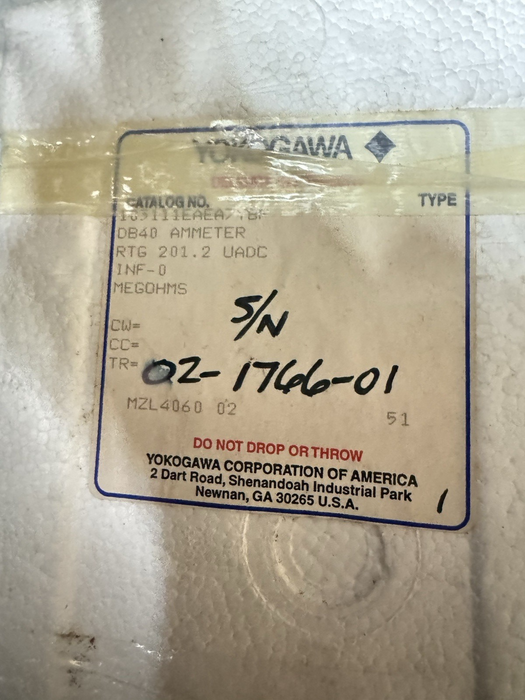 YOKOGAWA
CATALOG NO. TYPE
DB40 AMMETER
RTG 201.2 UADC
INF-0
MEGOHMS
S/N
CW=
CC=
TR= 02-1766-01
MZL4060 02 51
DO NOT DROP OR THROW
YOKOGAWA CORPORATION OF AMERICA
2 Dart Road, Shenandoah Industrial Park
Newnan, GA 30265 U.S.A.
1